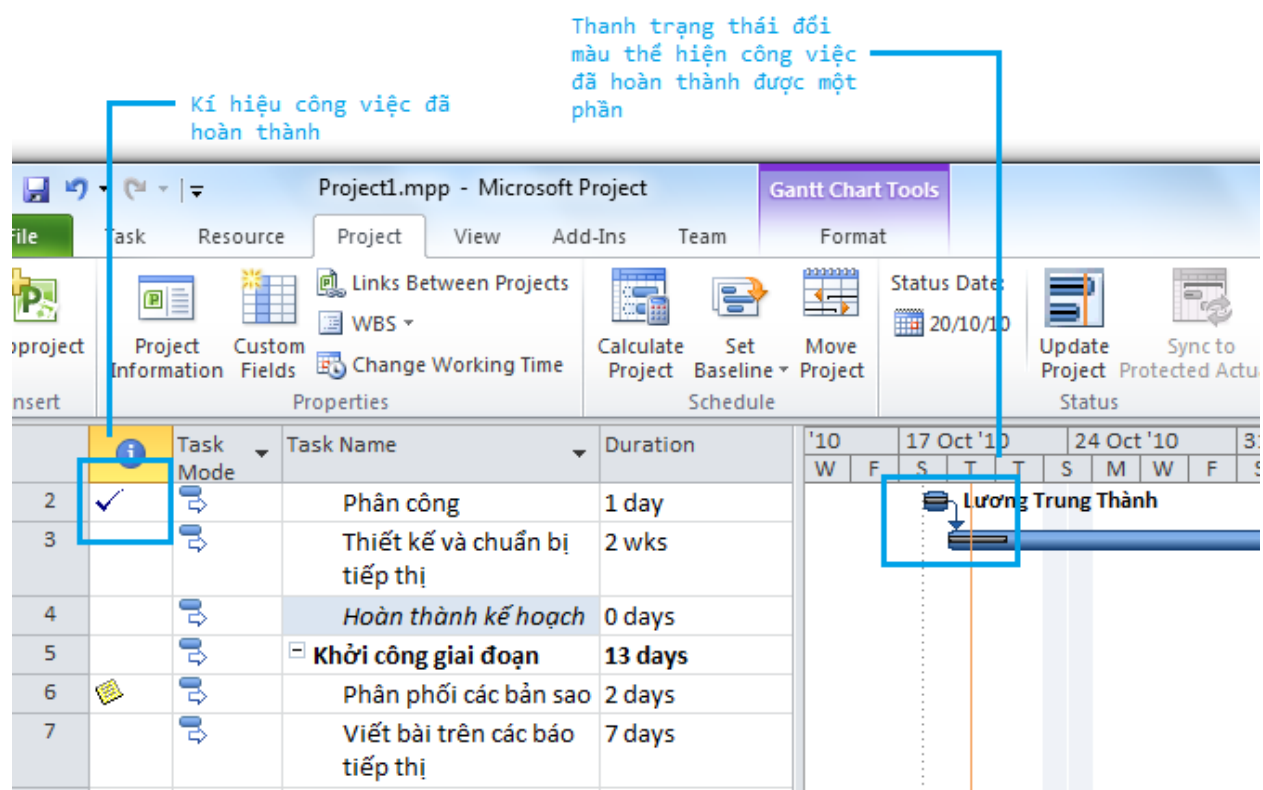 Thanh trạng thái đổi
màu thể hiện công việc
đã hoàn thành được một
phần
Kí hiệu công việc đã
hoàn thành
Project1.mpp - Microsoft Project
Gantt Chart Tools
File Task Resource Project View Add-Ins Team Format
Links Between Projects
WBS
Change Working Time
Project
Information
Custom
Fields
Properties
Calculate
Project
Set
Baseline
Move
Project
Schedule
Status Date:
20/10/10
Update
Project
Sync to
Protected
Status
Task
Mode
Task Name
Duration
'10 17 Oct '10 24 Oct '10
W F S T T S M W F S
2 Phân công 1 day
Lương Trung Thành
3 Thiết kế và chuẩn bị 2 wks
tiếp thị
4 Hoàn thành kế hoạch 0 days
5 Khởi công giai đoạn 13 days
6 Phân phối các bản sao 2 days
7 Viết bài trên các báo 7 days
tiếp thị